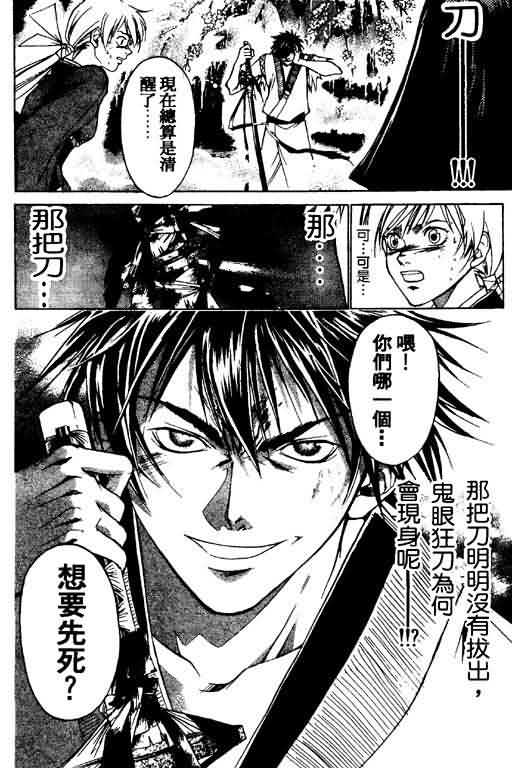 刀
!!!
現在總算是清
醒了……
可…可是…
那……
那把刀…
喂！
你們哪一個…
那把刀明明沒有拔出，
鬼眼狂刀為何
會現身呢——!!?
想要先死？